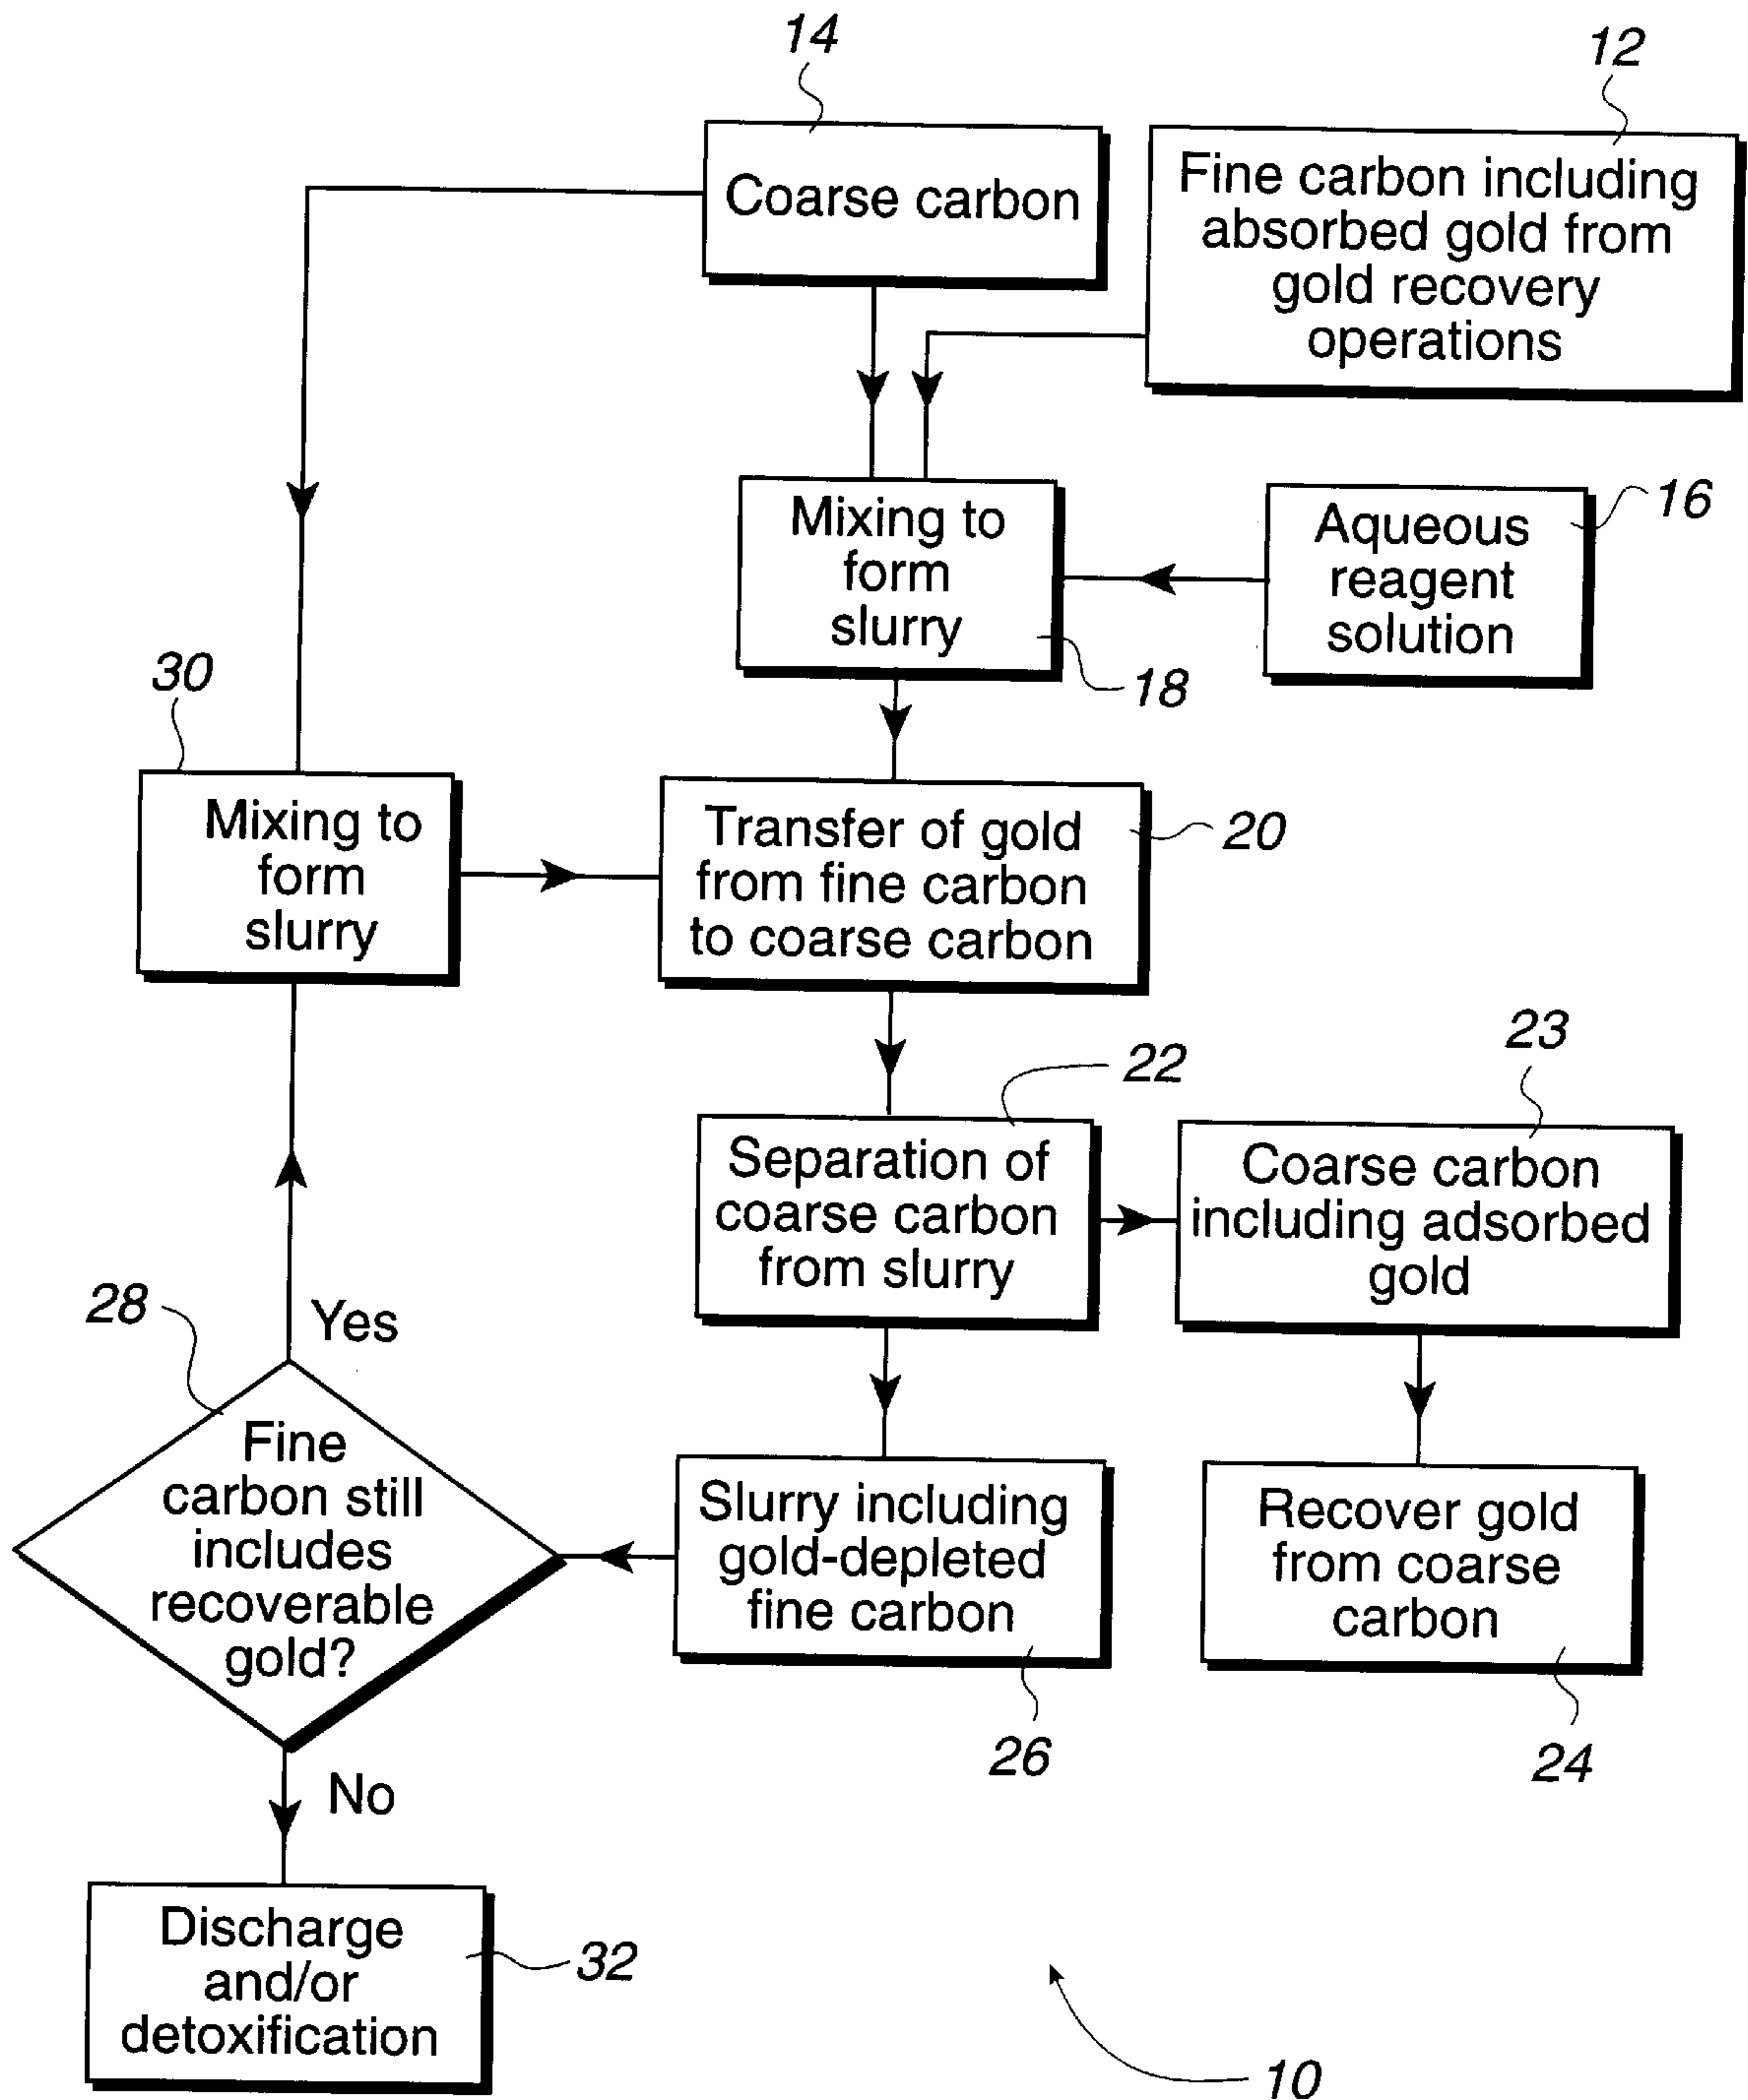 14
12
Coarse carbon
Fine carbon including
absorbed gold from
gold recovery
operations
Mixing to
form
slurry
18
Aqueous
reagent
solution
16
30
Mixing to
form
slurry
Transfer of gold
from fine carbon
to coarse carbon
20
22
Separation of
coarse carbon
from slurry
23
Coarse carbon
including adsorbed
gold
28
Yes
Fine
carbon still
includes
recoverable
gold?
Slurry including
gold-depleted
fine carbon
26
Recover gold
from coarse
carbon
24
No
Discharge
and/or
detoxification
32
10